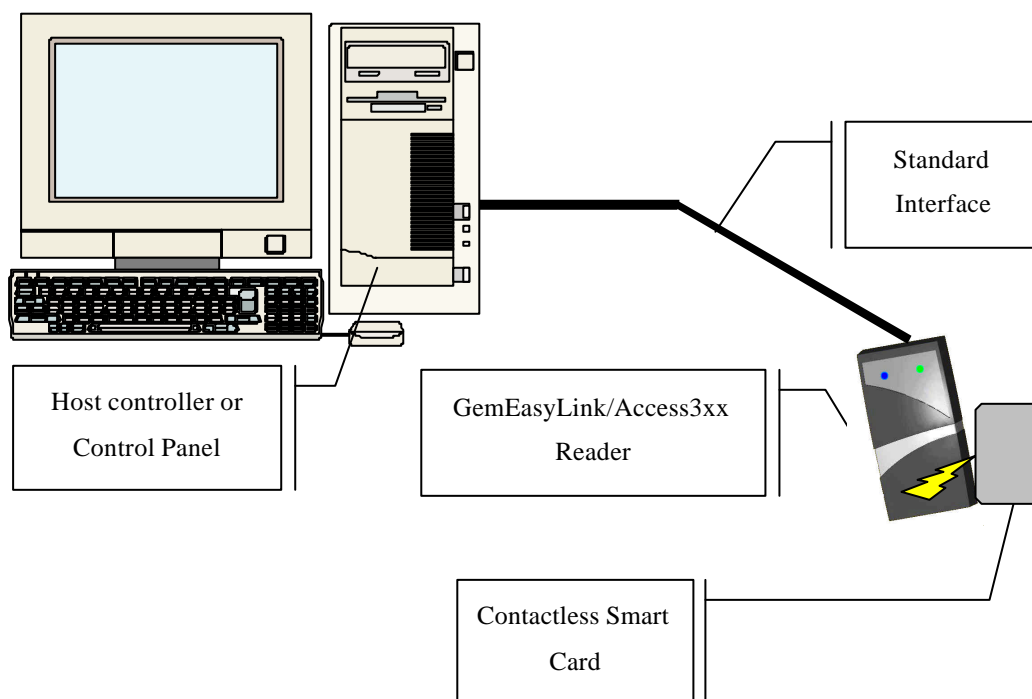 Standard
Interface
Host controller or
Control Panel
GemEasyLink/Access3xx
Reader
Contactless Smart
Card